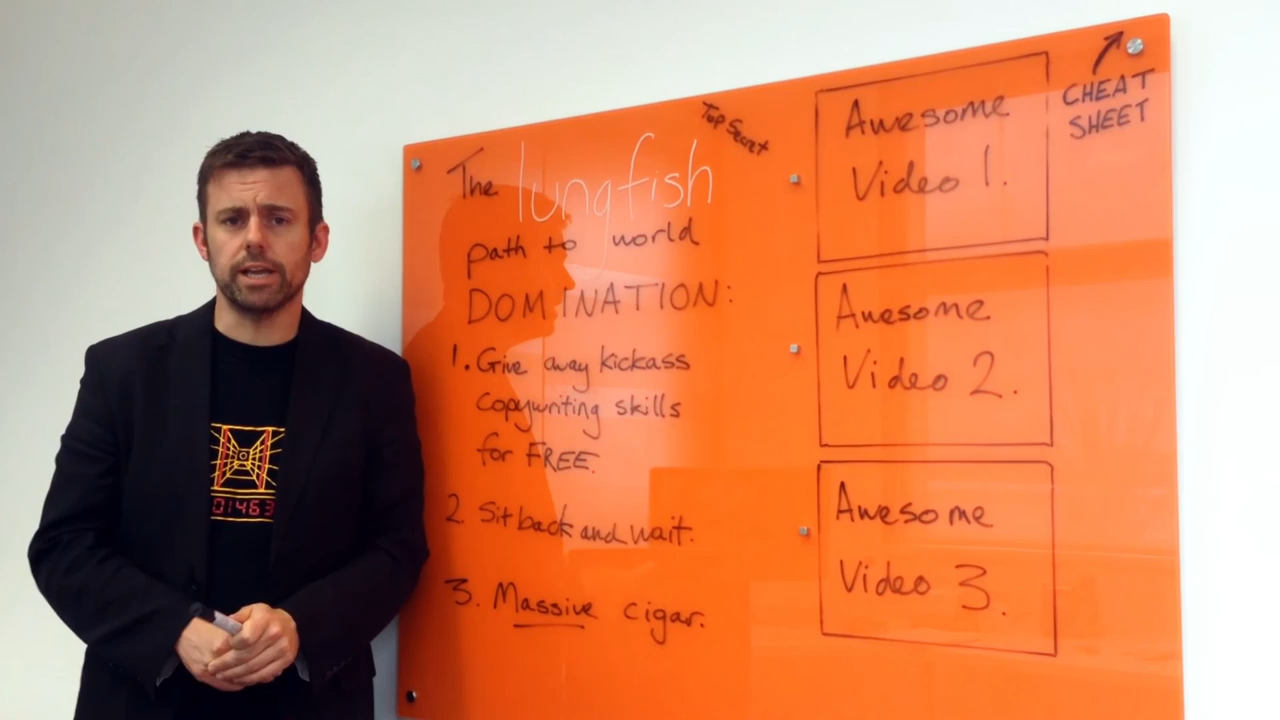 Top Secret
The lungfish
path to world
DOMINATION:
1. Give away kickass
copywriting skills
for FREE.
2. Sit back and wait.
3. Massive cigar.
Awesome
Video 1.
Awesome
Video 2.
Awesome
Video 3.
CHEAT
SHEET
01463